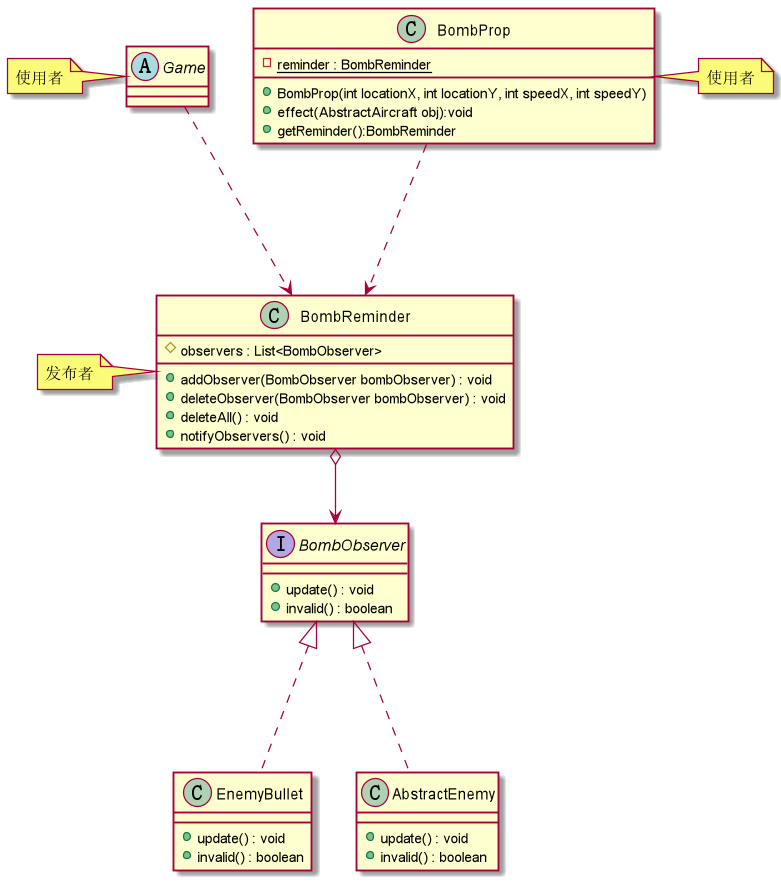 C BombProp
reminder : BombReminder
BombProp(int locationX, int locationY, int speedX, int speedY)
effect(AbstractAircraft obj):void
getReminder():BombReminder
使用者
A Game
使用者
C BombReminder
observers : List<BombObserver>
addObserver(BombObserver bombObserver) : void
deleteObserver(BombObserver bombObserver) : void
deleteAll() : void
notifyObservers() : void
发布者
I BombObserver
update() : void
invalid() : boolean
C EnemyBullet
update() : void
invalid() : boolean
C AbstractEnemy
update() : void
invalid() : boolean